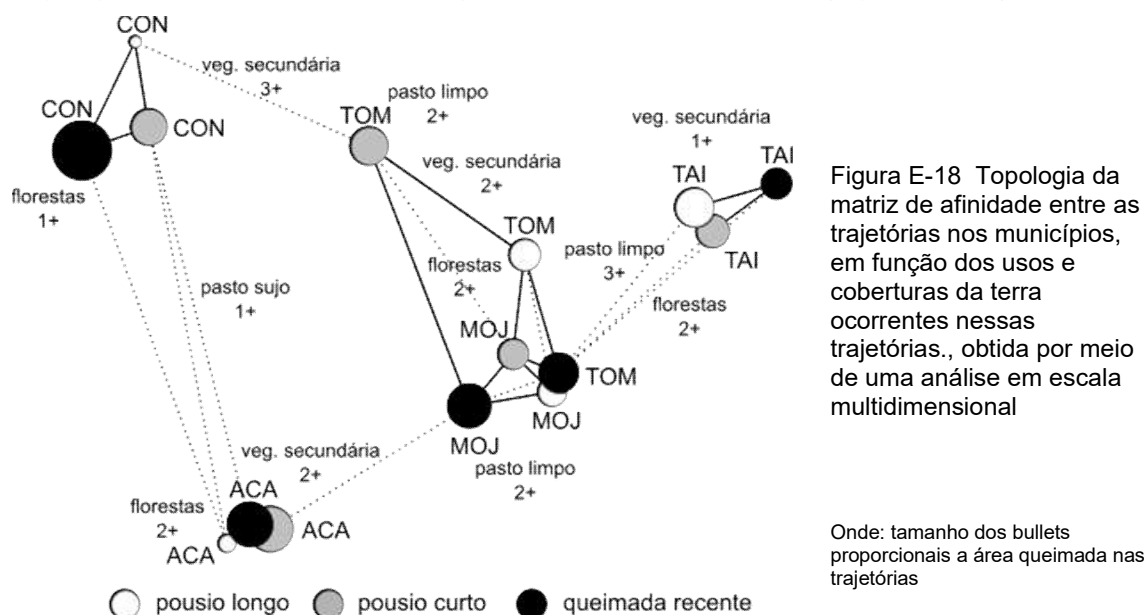 CON
veg. secundária
3+
CON
CON
florestas
1+
TOM
pasto limpo
2+
veg. secundária
2+
veg. secundária
1+
TAI
TAI
TAI
TOM
florestas
2+
pasto limpo
3+
florestas
2+
pasto sujo
1+
MOJ
TOM
MOJ
MOJ
pasto limpo
2+
veg. secundária
2+
ACA
florestas
2+
ACA
ACA
pousio longo
pousio curto
queimada recente
Figura E-18 Topologia da
matriz de afinidade entre as
trajetórias nos municípios,
em função dos usos e
coberturas da terra
ocorrentes nessas
trajetórias., obtida por meio
de uma análise em escala
multidimensional
Onde: tamanho dos bullets
proporcionais a área queimada nas
trajetórias